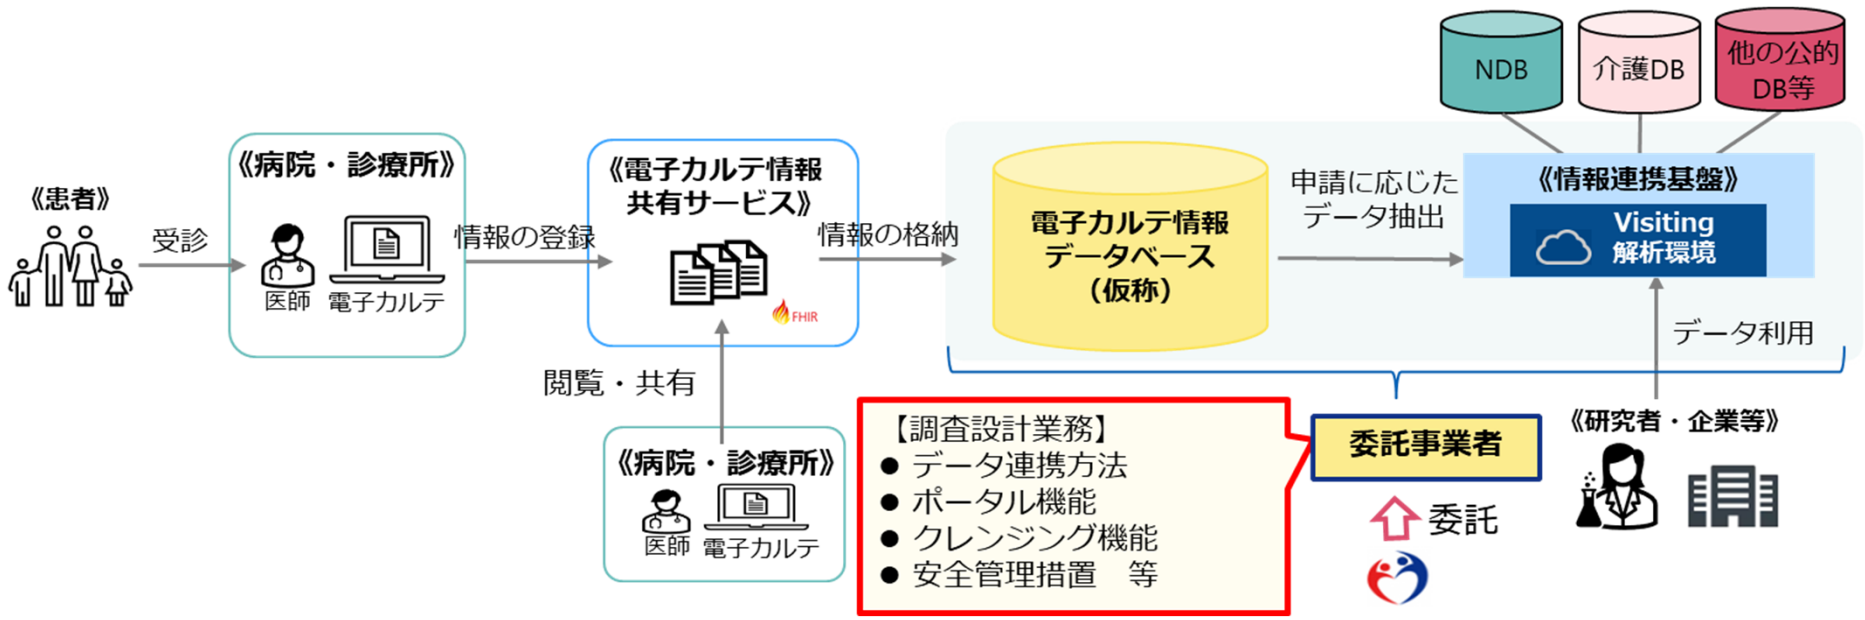 《患者》
受診
《病院・診療所》
医師
電子カルテ
情報の登録
《電子カルテ情報
共有サービス》
FHIR
閲覧・共有
《病院・診療所》
医師
電子カルテ
情報の格納
電子カルテ情報
データベース
（仮称）
申請に応じた
データ抽出
NDB
介護DB
他の公的
DB等
《情報連携基盤》
Visiting
解析環境
データ利用
《研究者・企業等》
委託事業者
委託
【調査設計業務】
● データ連携方法
● ポータル機能
● クレンジング機能
● 安全管理措置　等